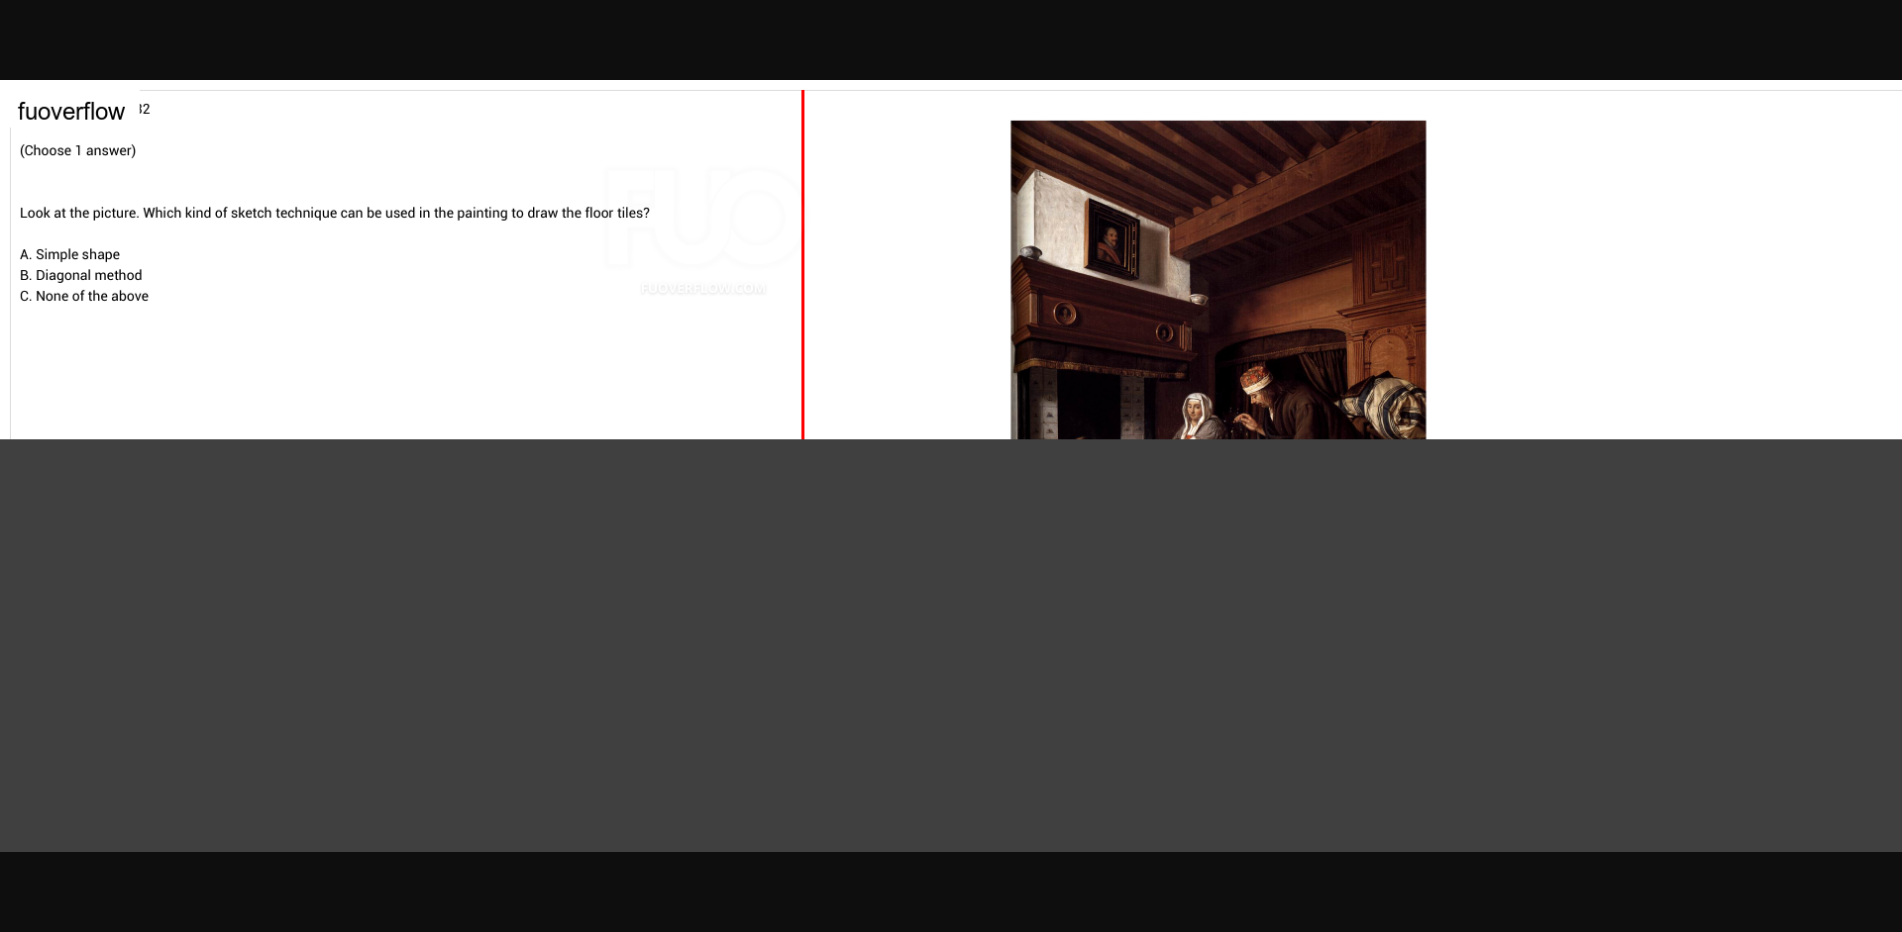 fuoverflow
32
(Choose 1 answer)
Look at the picture. Which kind of sketch technique can be used in the painting to draw the floor tiles?
A. Simple shape
B. Diagonal method
C. None of the above
FUO
FUOVERFLOW.COM